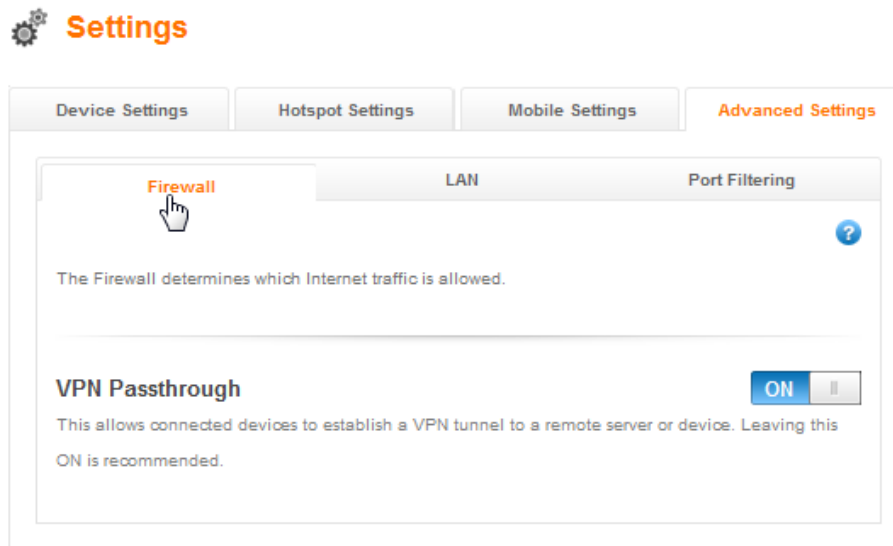 Settings
Device Settings
Hotspot Settings
Mobile Settings
Advanced Settings
Firewall
LAN
Port Filtering
?
The Firewall determines which Internet traffic is allowed.
VPN Passthrough
ON
This allows connected devices to establish a VPN tunnel to a remote server or device. Leaving this
ON is recommended.